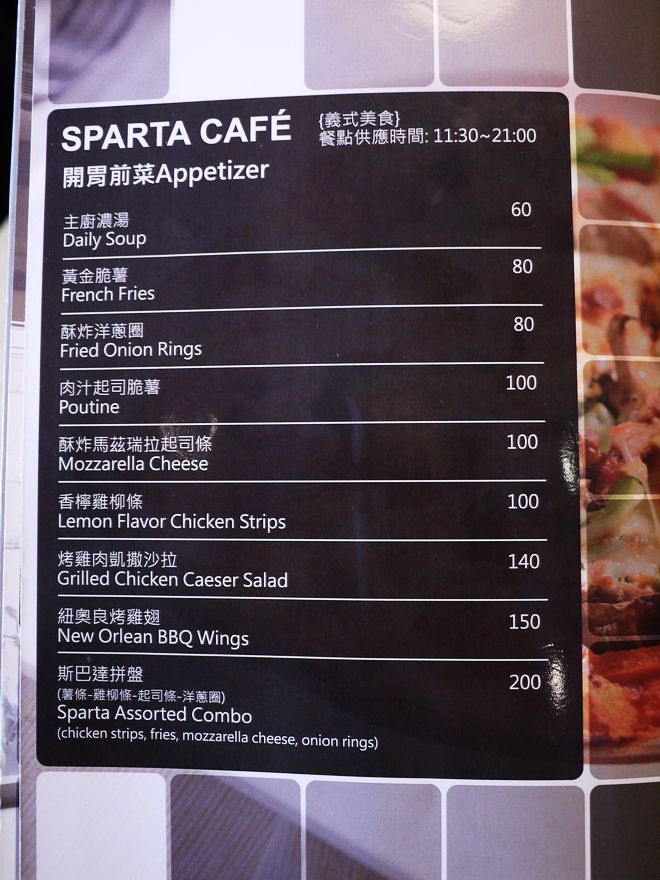 SPARTA CAFÉ
{義式美食}
餐點供應時間: 11:30~21:00
開胃前菜Appetizer
主廚濃湯
Daily Soup
60
黃金脆薯
French Fries
80
酥炸洋蔥圈
Fried Onion Rings
80
肉汁起司脆薯
Poutine
100
酥炸馬茲瑞拉起司條
Mozzarella Cheese
100
香檸雞柳條
Lemon Flavor Chicken Strips
100
烤雞肉凱撒沙拉
Grilled Chicken Caeser Salad
140
紐奧良烤雞翅
New Orlean BBQ Wings
150
斯巴達拼盤
(薯條-雞柳條-起司條-洋蔥圈)
Sparta Assorted Combo
200
(chicken strips, fries, mozzarella cheese, onion rings)